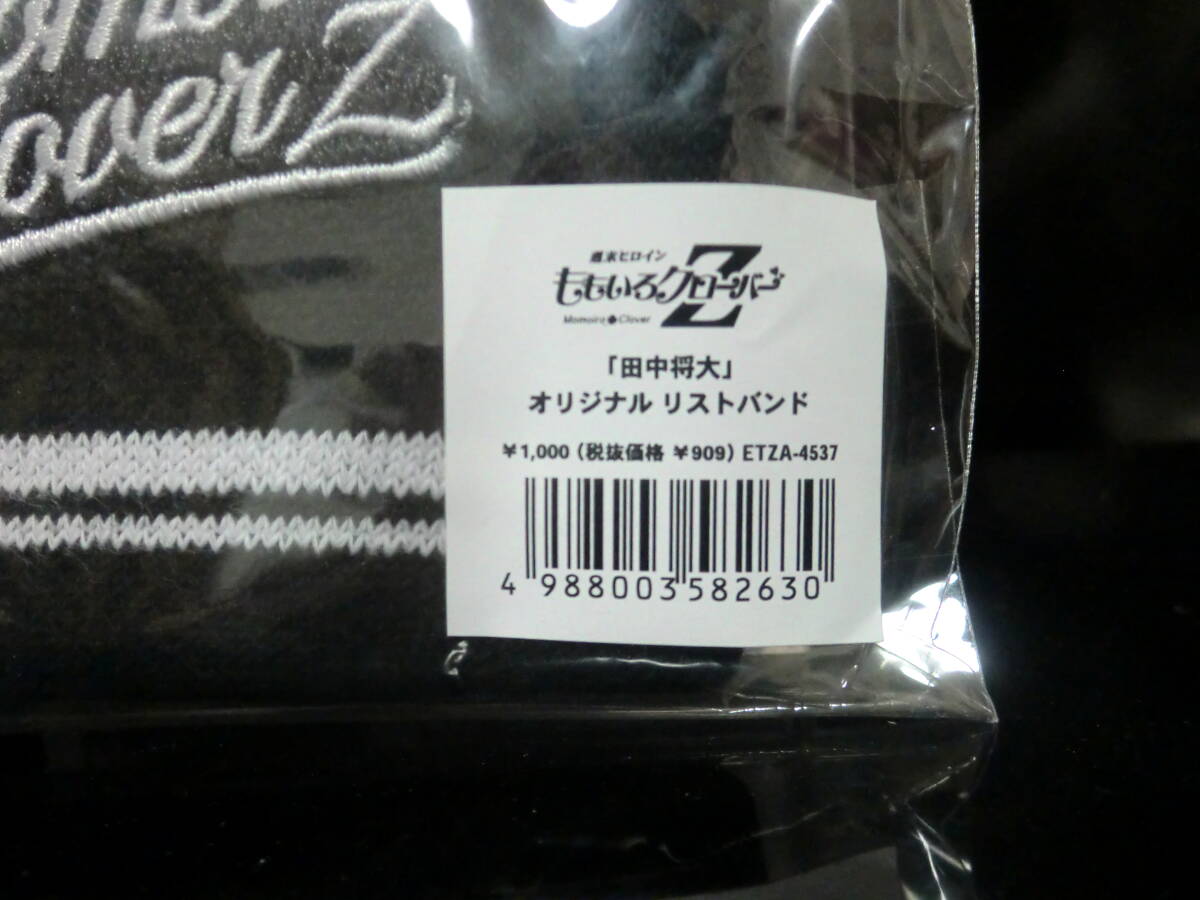 over Z
週末ヒロイン
ももいろクローバーZ
Momoiro Clover
「田中将大」
オリジナル リストバンド
¥1,000 (税抜価格 ¥909) ETZA-4537
4 988003 582630